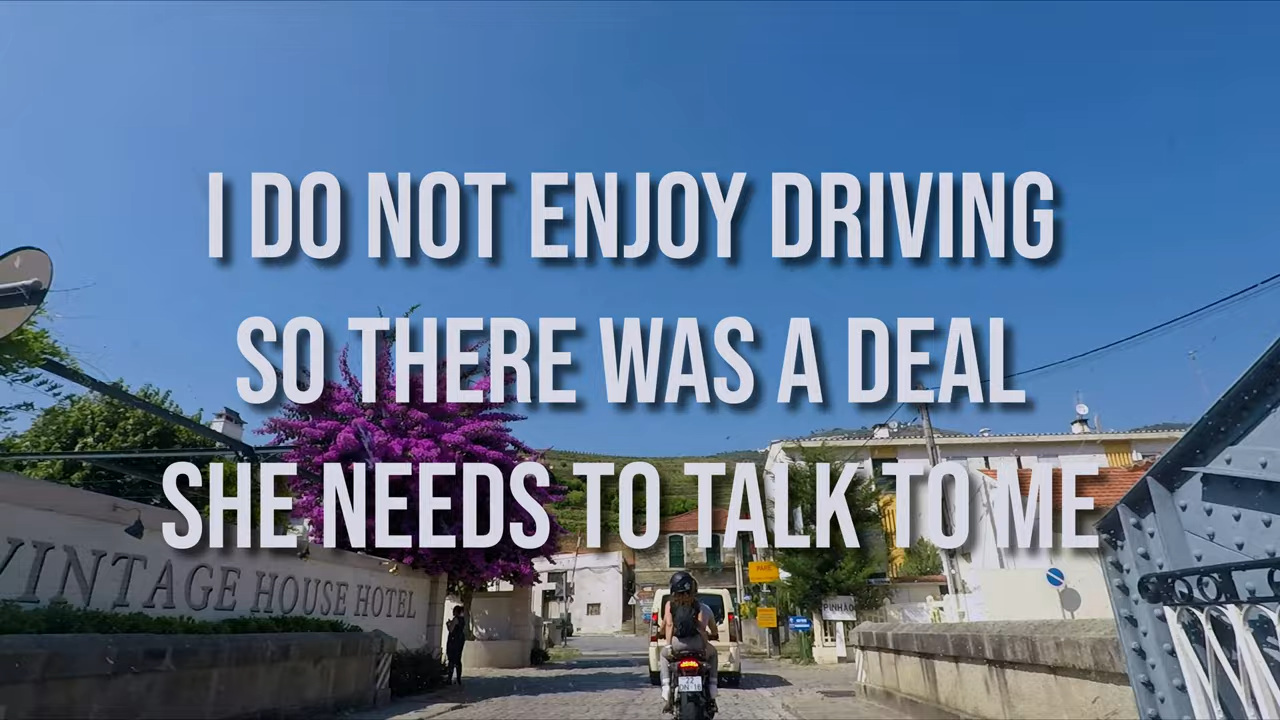 I DO NOT ENJOY DRIVING
SO THERE WAS A DEAL
SHE NEEDS TO TALK TO ME
VINTAGE HOUSE HOTEL
PINHÃO